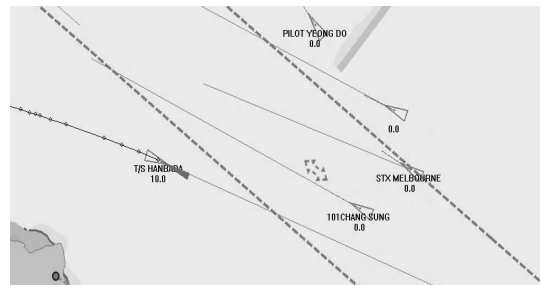 PILOT YEONG DO
0.0
0.0
T/S HANBADA
10.0
STX MELBOURNE
0.0
101CHANG SUNG
0.0